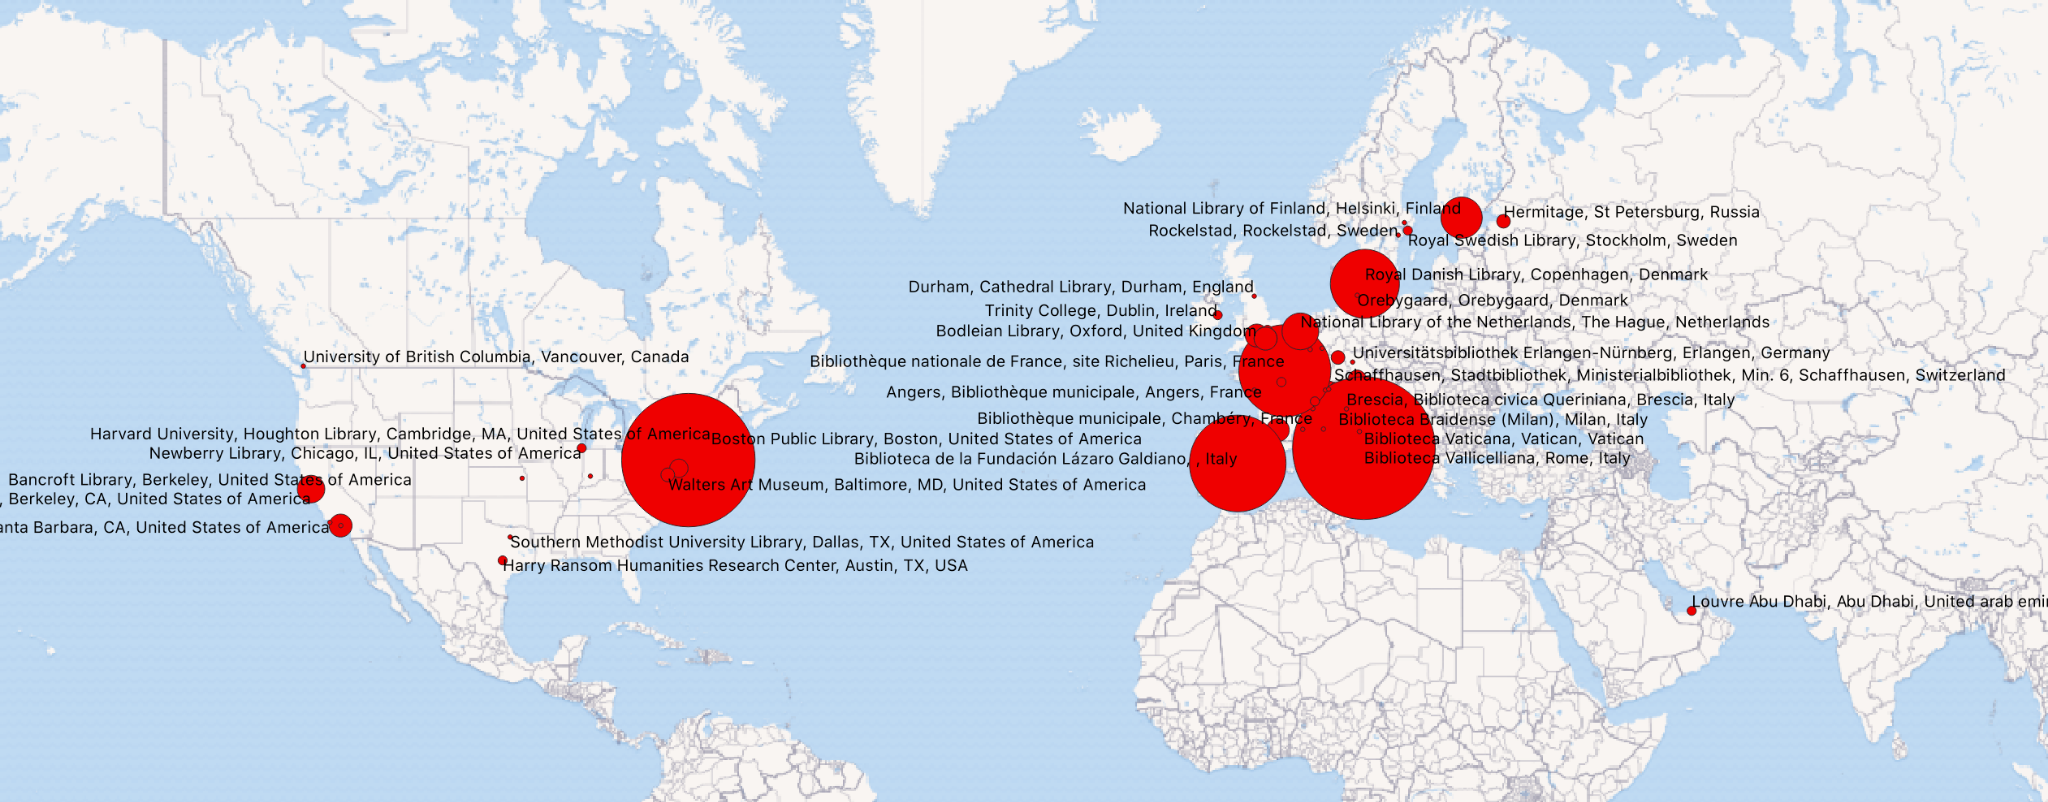 National Library of Finland, Helsinki, Finland
Hermitage, St Petersburg, Russia
Rockelstad, Rockelstad, Sweden
Royal Swedish Library, Stockholm, Sweden
Royal Danish Library, Copenhagen, Denmark
Durham, Cathedral Library, Durham, England
Orebygaard, Orebygaard, Denmark
Trinity College, Dublin, Ireland
National Library of the Netherlands, The Hague, Netherlands
Bodleian Library, Oxford, United Kingdom
University of British Columbia, Vancouver, Canada
Universitätsbibliothek Erlangen-Nürnberg, Erlangen, Germany
Bibliothèque nationale de France, site Richelieu, Paris, France
Schaffhausen, Stadtbibliothek, Ministerialbibliothek, Min. 6, Schaffhausen, Switzerland
Angers, Bibliothèque municipale, Angers, France
Brescia, Biblioteca civica Queriniana, Brescia, Italy
Bibliothèque municipale, Chambéry, France
Biblioteca Braidense (Milan), Milan, Italy
Harvard University, Houghton Library, Cambridge, MA, United States of America
Boston Public Library, Boston, United States of America
Biblioteca Vaticana, Vatican, Vatican
Newberry Library, Chicago, IL, United States of America
Biblioteca de la Fundación Lázaro Galdiano, , Italy
Biblioteca Vallicelliana, Rome, Italy
Bancroft Library, Berkeley, United States of America
Walters Art Museum, Baltimore, MD, United States of America
, Berkeley, CA, United States of America
anta Barbara, CA, United States of America
Southern Methodist University Library, Dallas, TX, United States of America
Harry Ransom Humanities Research Center, Austin, TX, USA
Louvre Abu Dhabi, Abu Dhabi, United arab emi